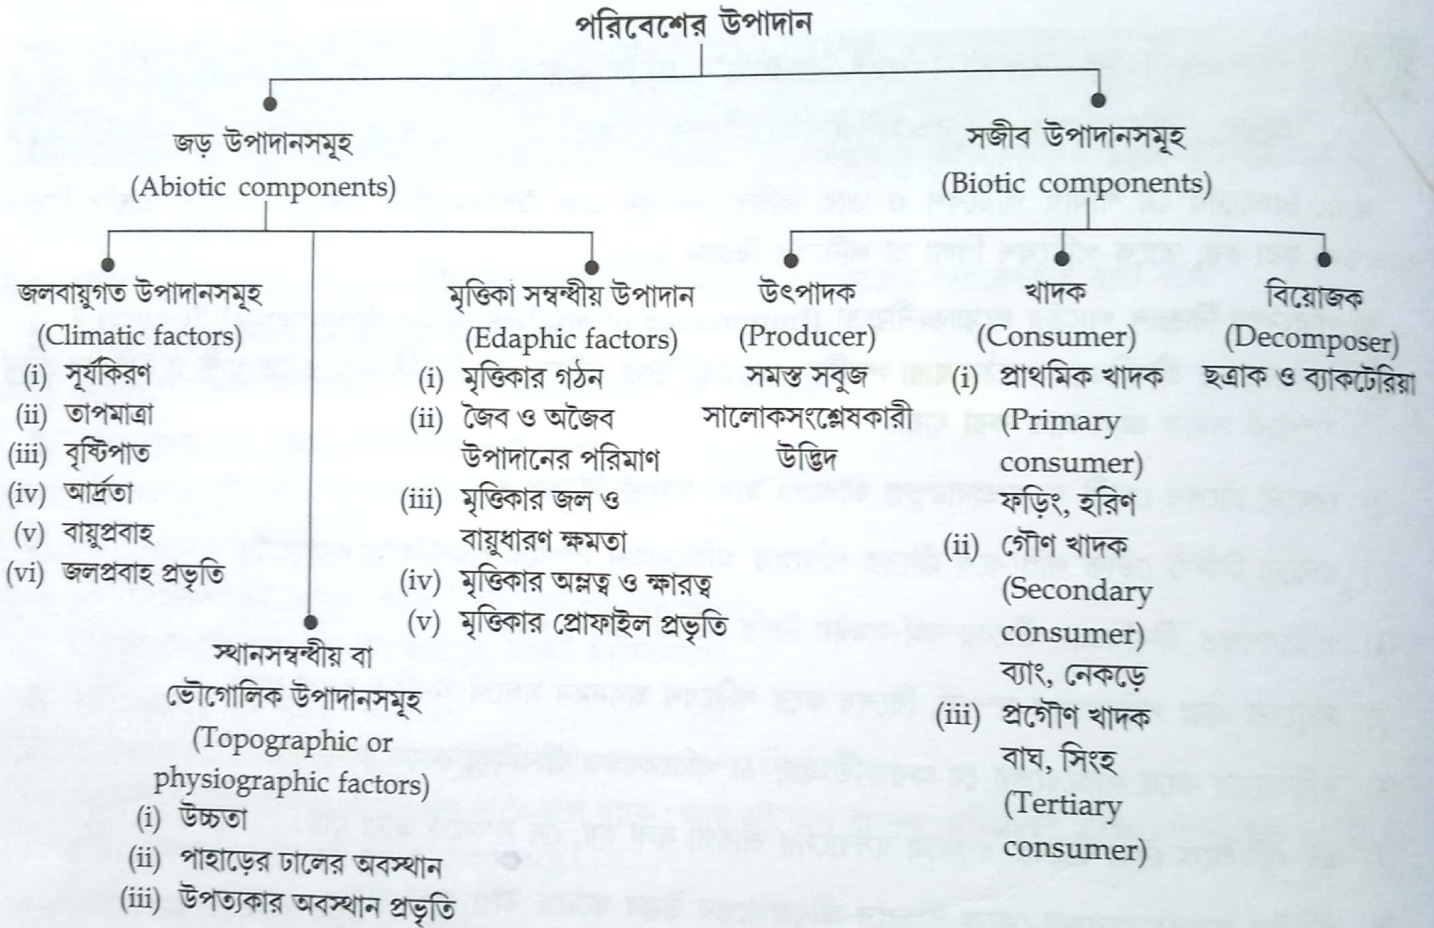 পরিবেশের উপাদান
জড় উপাদানসমূহ
(Abiotic components)
জলবায়ুগত উপাদানসমূহ
(Climatic factors)
(i) সূর্যকিরণ
(ii) তাপমাত্রা
(iii) বৃষ্টিপাত
(iv) আর্দ্রতা
(v) বায়ুপ্রবাহ
(vi) জলপ্রবাহ প্রভৃতি
স্থানসম্বন্ধীয় বা
ভৌগোলিক উপাদানসমূহ
(Topographic or
physiographic factors)
(i) উচ্চতা
(ii) পাহাড়ের ঢালের অবস্থান
(iii) উপত্যকার অবস্থান প্রভৃতি
মৃত্তিকা সম্বন্ধীয় উপাদান
(Edaphic factors)
(i) মৃত্তিকার গঠন
(ii) জৈব ও অজৈব
উপাদানের পরিমাণ
(iii) মৃত্তিকার জল ও
বায়ুধারণ ক্ষমতা
(iv) মৃত্তিকার অম্লত্ব ও ক্ষারত্ব
(v) মৃত্তিকার প্রোফাইল প্রভৃতি
সজীব উপাদানসমূহ
(Biotic components)
উৎপাদক
(Producer)
সমস্ত সবুজ
সালোকসংশ্লেষকারী
উদ্ভিদ
খাদক
(Consumer)
(i) প্রাথমিক খাদক
(Primary
consumer)
ফড়িং, হরিণ
(ii) গৌণ খাদক
(Secondary
consumer)
ব্যাং, নেকড়ে
(iii) প্রগৌণ খাদক
বাঘ, সিংহ
(Tertiary
consumer)
বিয়োজক
(Decomposer)
ছত্রাক ও ব্যাকটেরিয়া